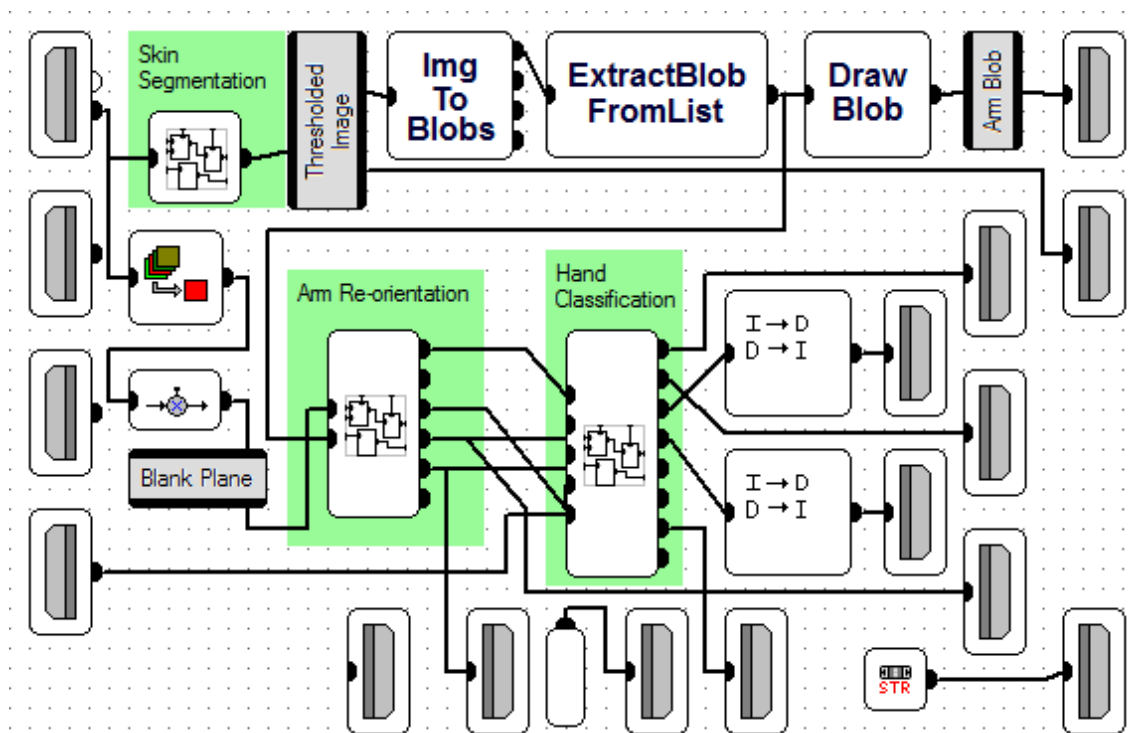 Skin
Segmentation
Thresholded
Image
Img
To
Blobs
ExtractBlob
FromList
Draw
Blob
Arm Blob
Arm Re-orientation
Hand
Classification
I→D
D→I
Blank Plane
I→D
D→I
STR